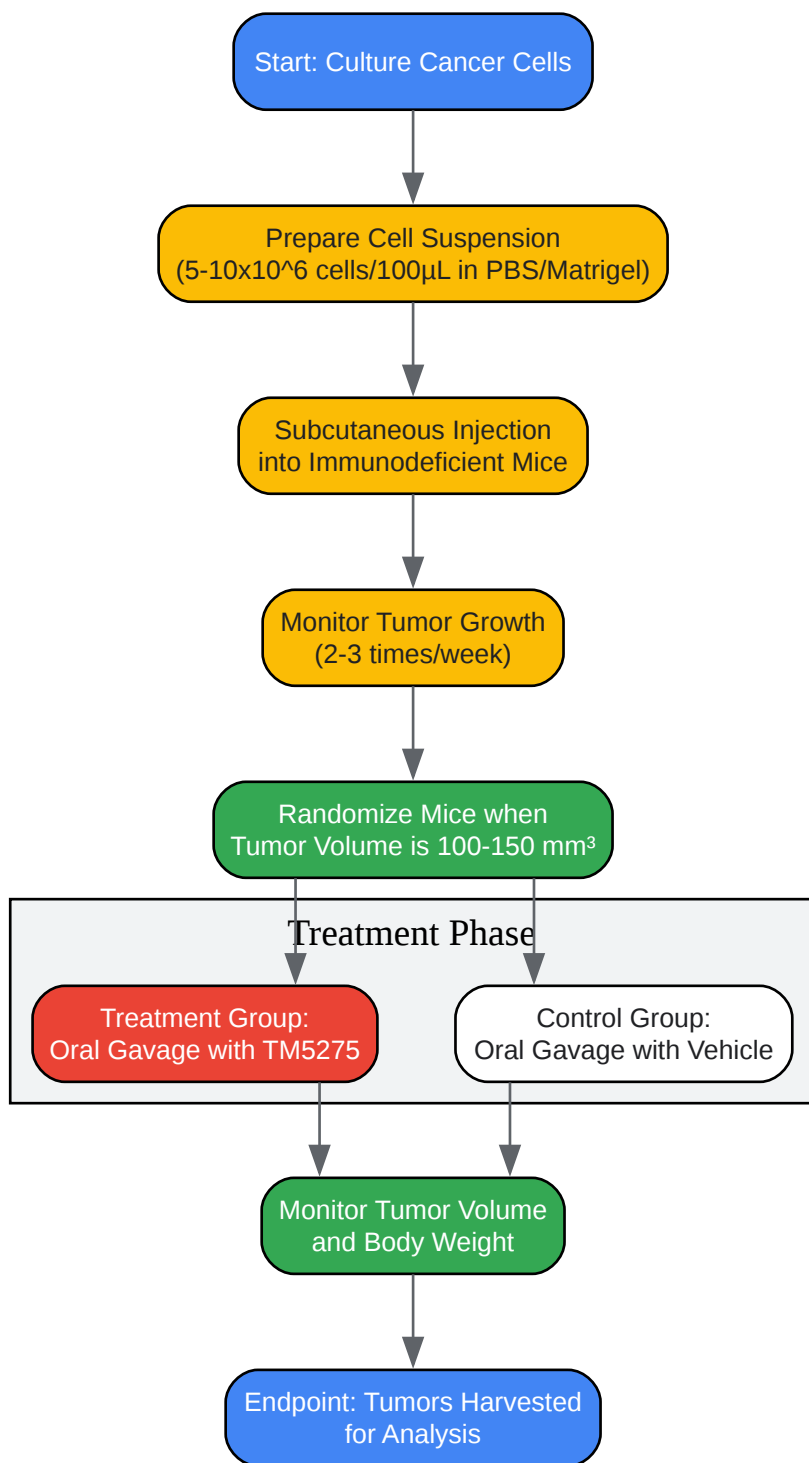 Start: Culture Cancer Cells
Prepare Cell Suspension
(5-10x10^6 cells/100µL in PBS/Matrigel)
Subcutaneous Injection
into Immunodeficient Mice
Monitor Tumor Growth
(2-3 times/week)
Randomize Mice when
Tumor Volume is 100-150 mm³
Treatment Phase
Treatment Group:
Oral Gavage with TM5275
Control Group:
Oral Gavage with Vehicle
Monitor Tumor Volume
and Body Weight
Endpoint: Tumors Harvested
for Analysis